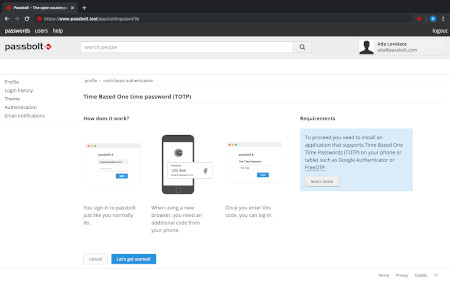 Passbolt | The open source pa
https://www.passbolt.test/app/settings/profile
passwords users help
logout
passbolt
search people
Ada Lovelace
ada@passbolt.com
profile › multi factor authentication
Profile
Login history
Theme
Authentication
Email notifications
Time Based One time password (TOTP)
How does it work?
passbolt
passbolt
You sign in to passbolt
just like you normally
do.
When using a new
browser, you need an
additional code from
your phone.
Once you enter this
code, you can log in.
Requirements
To proceed you need to install an
application that supports Time Based One
Time Passwords (TOTP) on your phone or
tablet such as Google Authenticator or
FreeOTP.
learn more
cancel
Let's get started!
Terms
Privacy
Credits